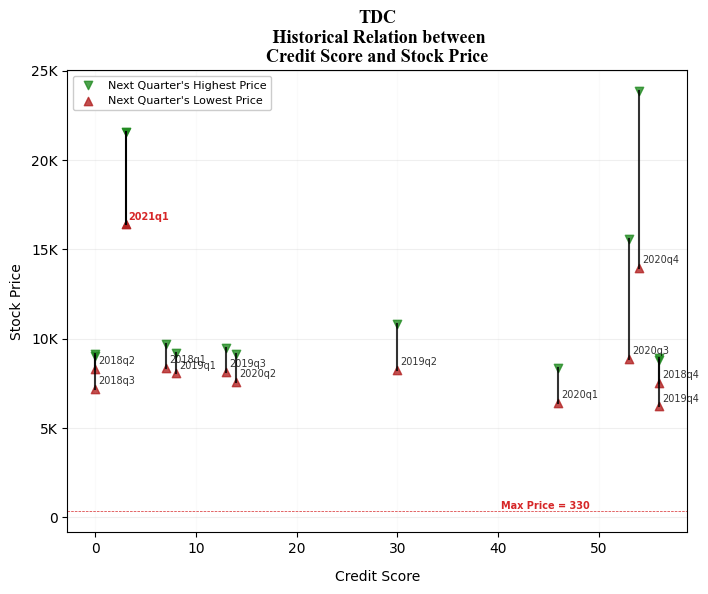 TDC
Historical Relation between
Credit Score and Stock Price
25K
Next Quarter's Highest Price
Next Quarter's Lowest Price
20K
2021q1
15K
2020q4
10K
2020q3
2018q2
2018q1
2019q1
2019q3
2019q2
2018q3
2020q2
2018q4
2020q1
2019q4
5K
Max Price = 330
0
Stock Price
0 10 20 30 40 50
Credit Score